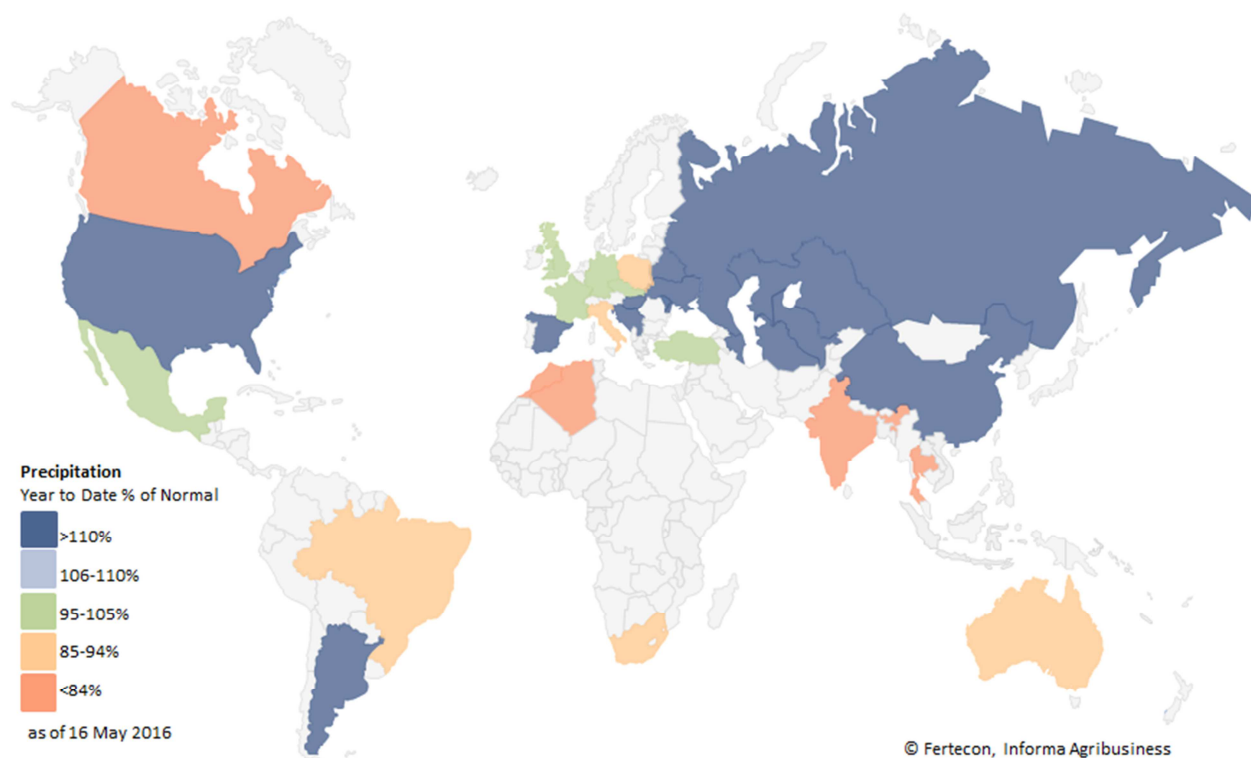 Precipitation
Year to Date % of Normal
>110%
106-110%
95-105%
85-94%
<84%
as of 16 May 2016
© Fertecon, Informa Agribusiness